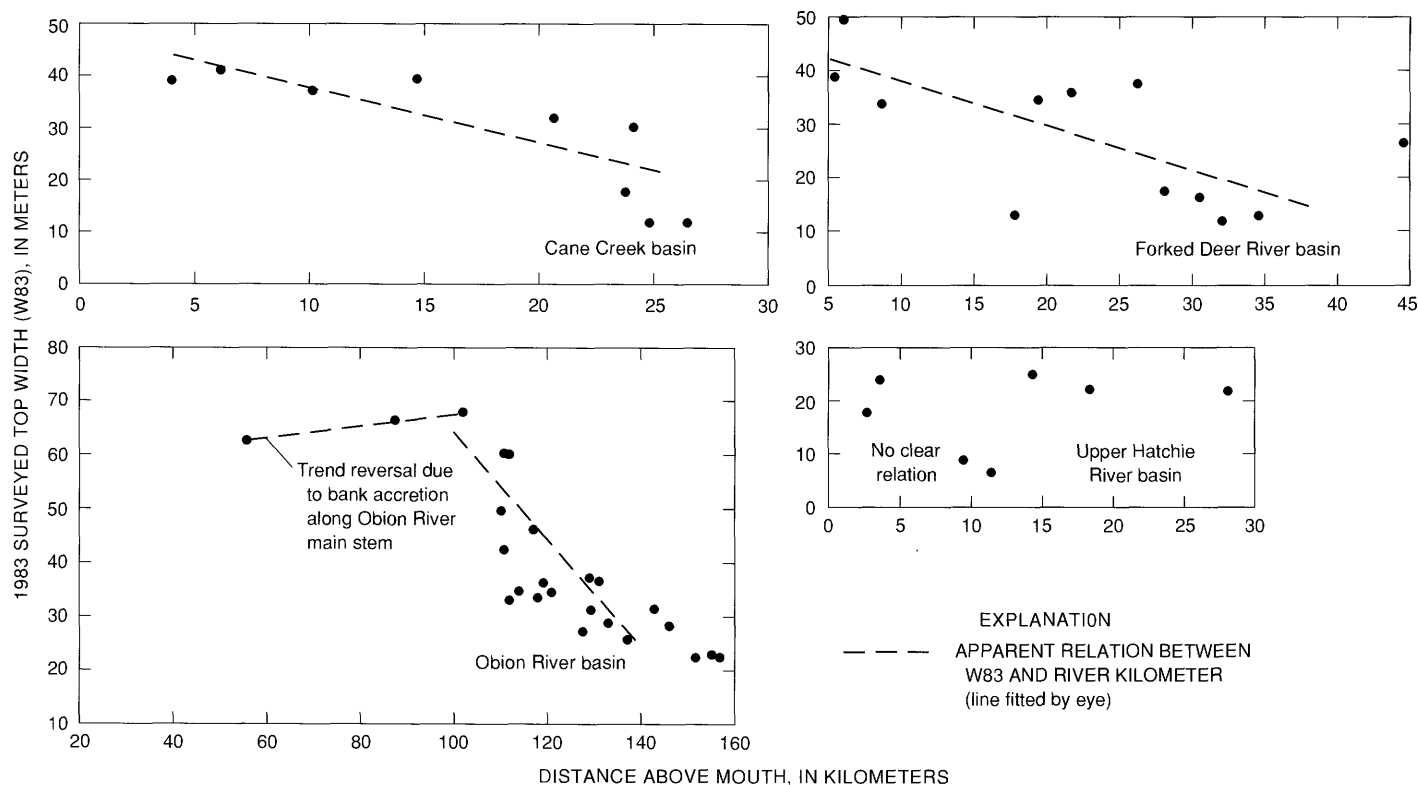 1983 SURVEYED TOP WIDTH (W83), IN METERS
50
40
30
20
10
0
0 5 10 15 20 25 30
Cane Creek basin
50
40
30
20
10
0
5 10 15 20 25 30 35 40 45
Forked Deer River basin
80
70
60
50
40
30
20
10
20 40 60 80 100 120 140 160
Trend reversal due
to bank accretion
along Obion River
main stem
Obion River basin
30
20
10
0
0 5 10 15 20 25 30
No clear
relation
Upper Hatchie
River basin
EXPLANATION
APPARENT RELATION BETWEEN
W83 AND RIVER KILOMETER
(line fitted by eye)
DISTANCE ABOVE MOUTH, IN KILOMETERS